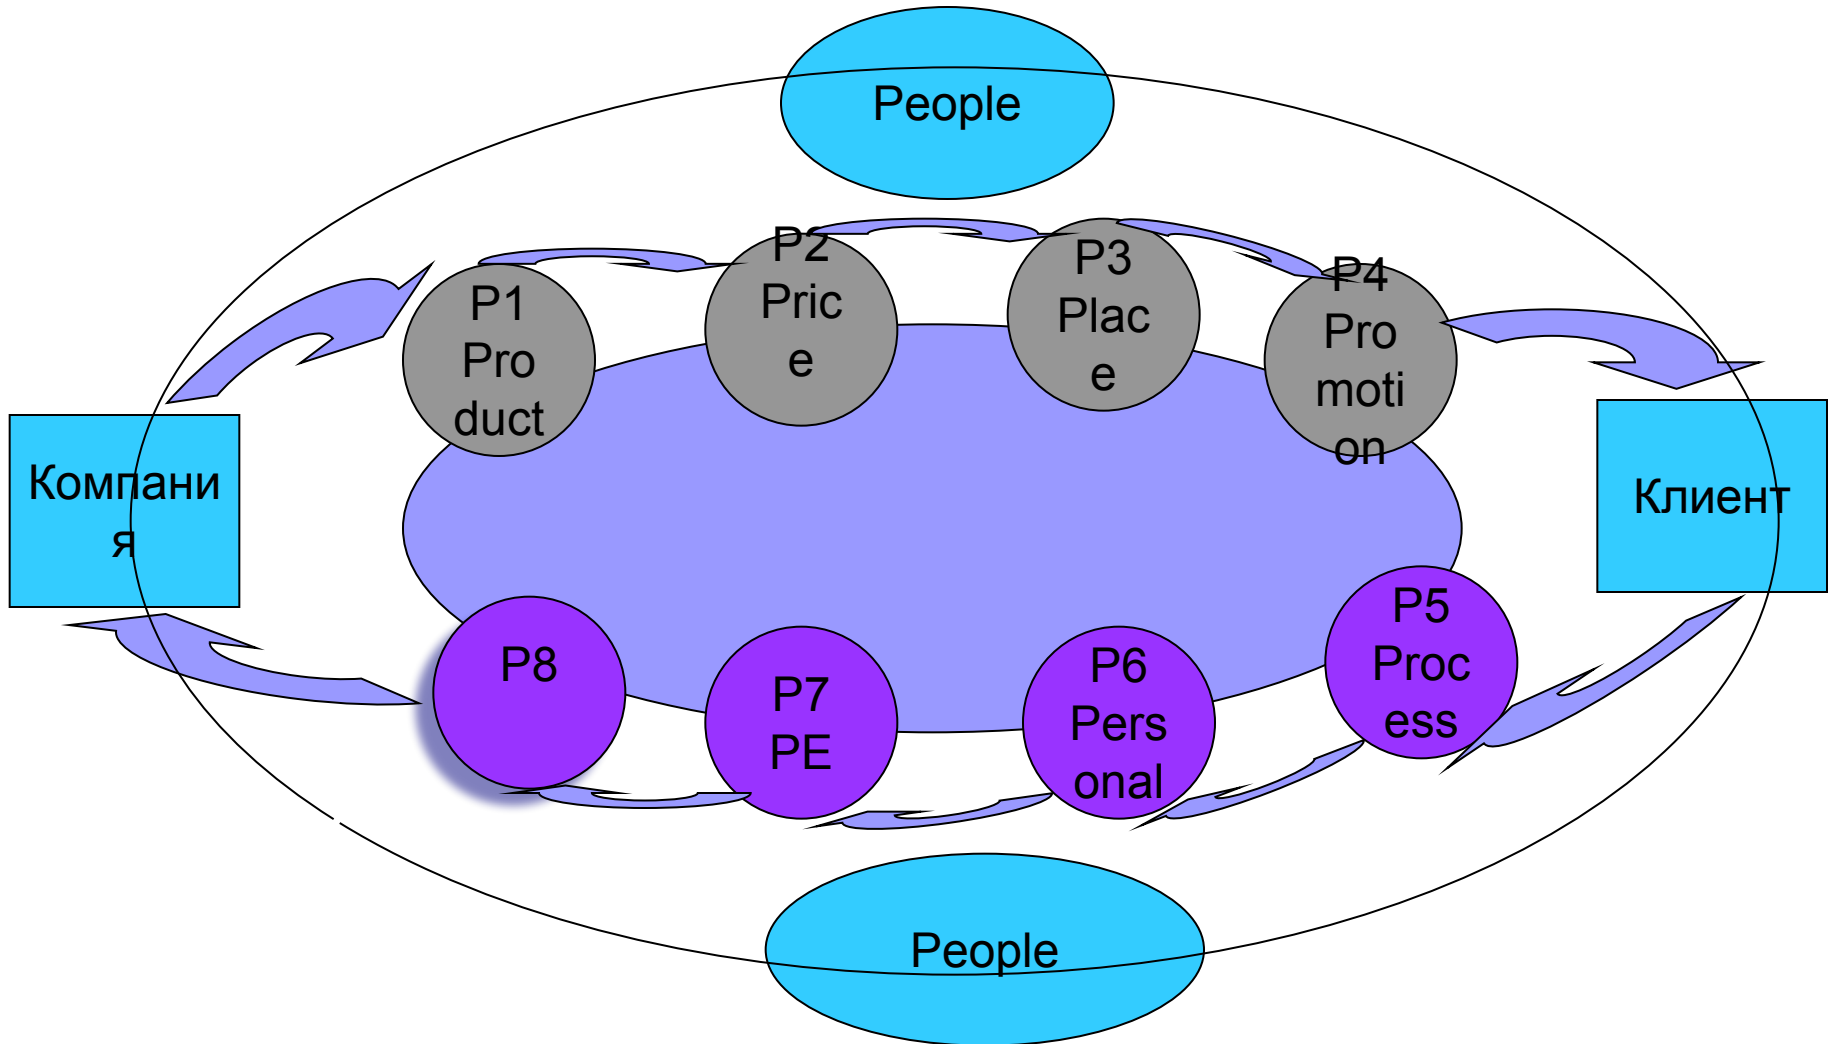 People
P1
Pro
duct
P2
Pric
e
P3
Plac
e
P4
Pro
moti
on
Компани
я
Клиент
P8
P7
PE
P6
Pers
onal
P5
Proc
ess
People